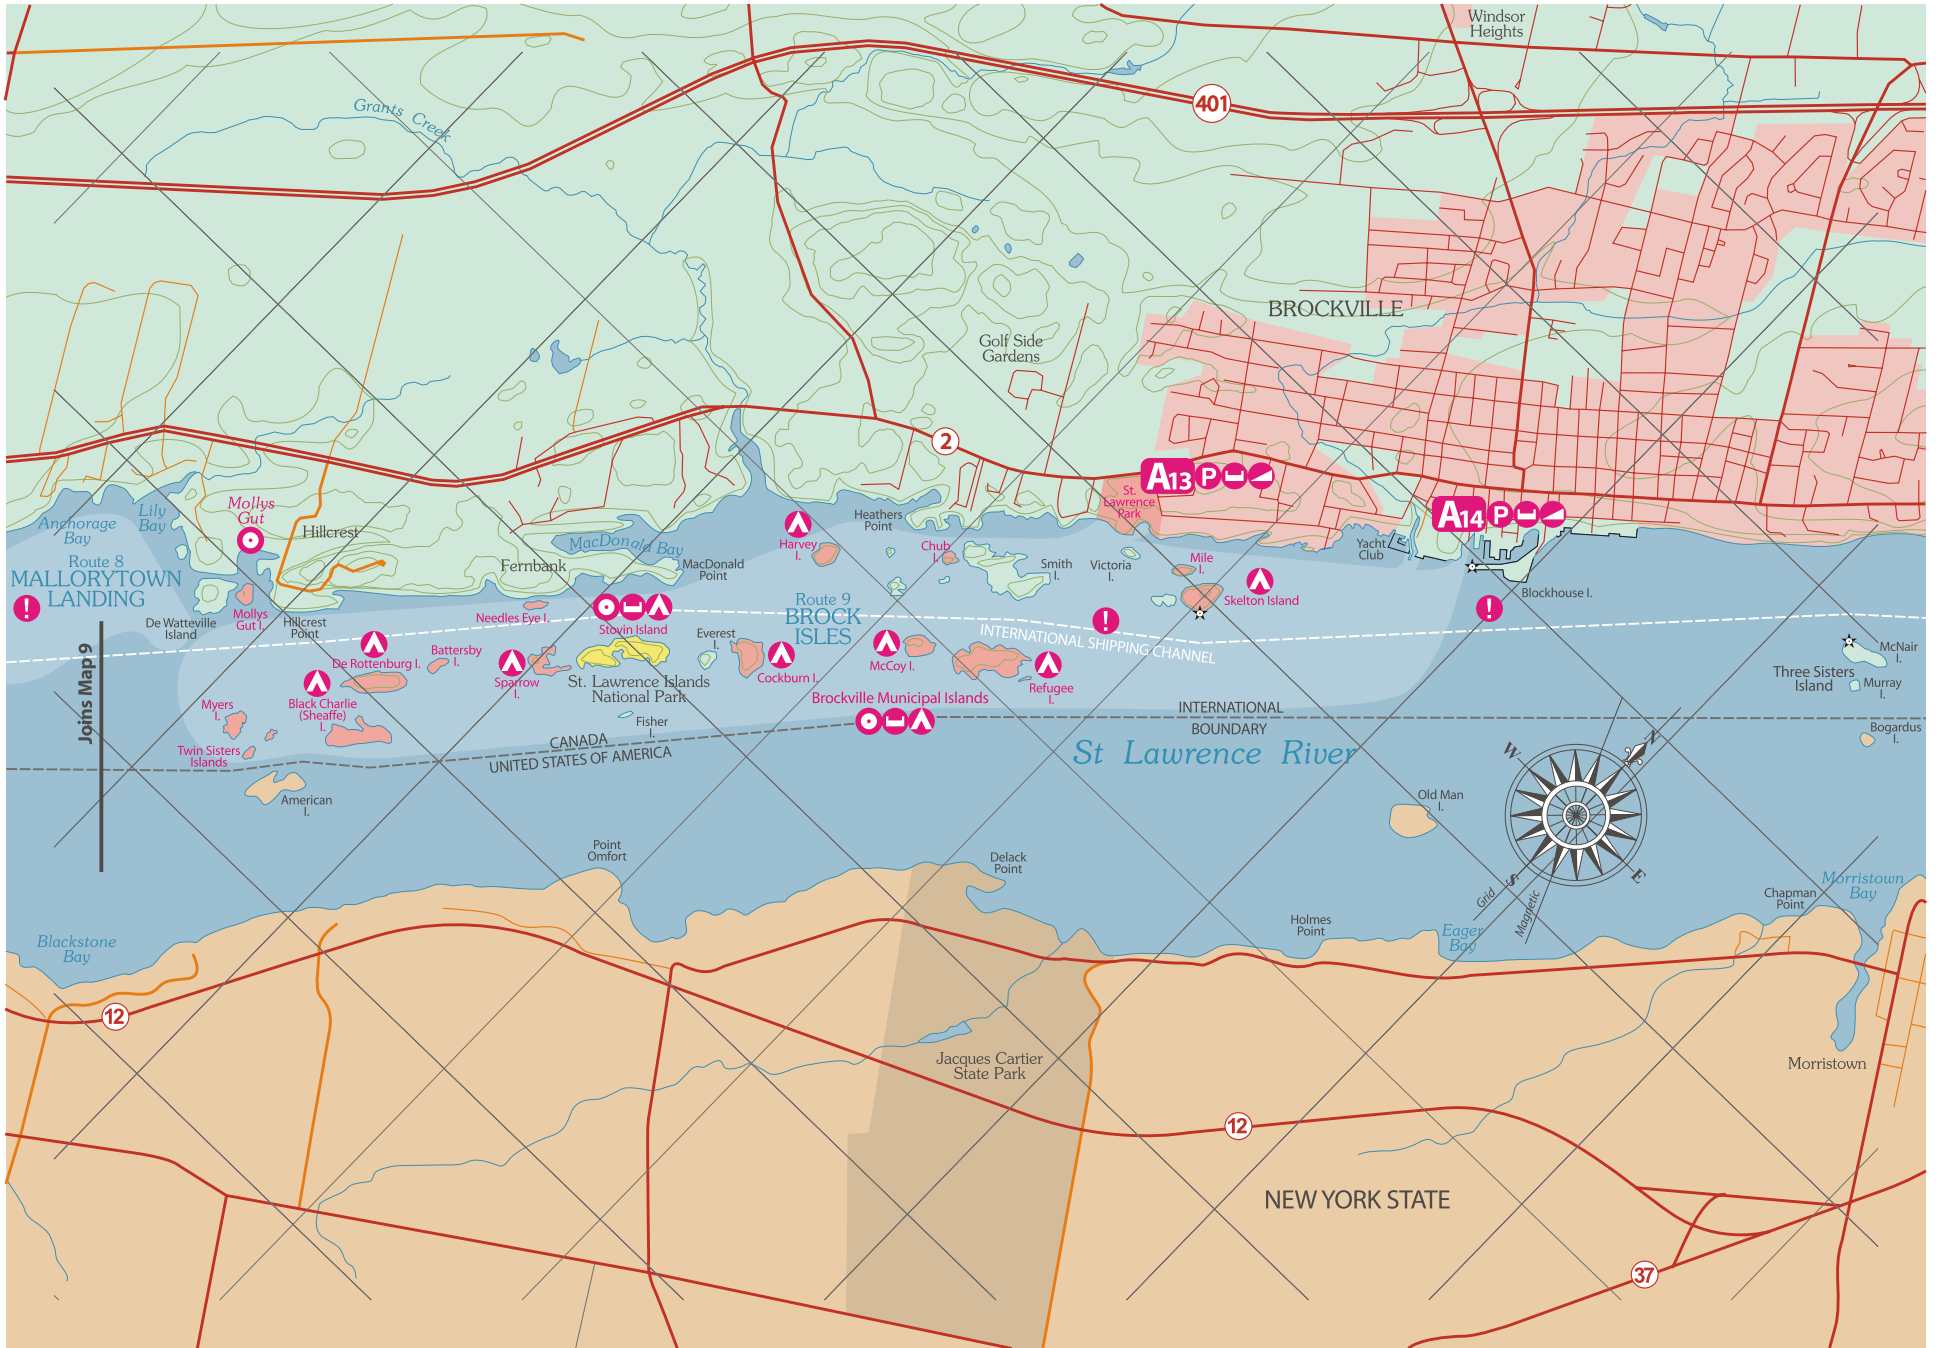 Windsor
Heights
Grants Creek
401
BROCKVILLE
Golf Side
Gardens
2
A13 P
St.
Lawrence
Park
A14 P
Mollys
Gut
Lily
Bay
Anchorage
Bay
Hillcrest
Heathers
Point
Harvey
I.
Chub
I.
MacDonald Bay
MacDonald
Point
Fernbank
Smith
I.
Victoria
I.
Mile
I.
Yacht
Club
Skelton Island
Blockhouse I.
Route 8
MALLORYTOWN
LANDING
!
De Watteville
Island
Mollys
Gut I.
Hillcrest
Point
Needles Eye I.
Stovin Island
Route 9
BROCK
ISLES
!
!
INTERNATIONAL SHIPPING CHANNEL
Everest
I.
De Rottenburg I.
Battersby
I.
Sparrow
I.
St. Lawrence Islands
National Park
Cockburn I.
McCoy I.
Refugee
I.
McNair
I.
Three Sisters
Island
Murray
I.
Bogardus
I.
Joins Map 9
Myers
I.
Black Charlie
(Sheaffe)
I.
Twin Sisters
Islands
Brockville Municipal Islands
Fisher
I.
INTERNATIONAL
BOUNDARY
CANADA
UNITED STATES OF AMERICA
St Lawrence River
American
I.
Old Man
I.
W
N
S
E
Grid
Magnetic
Point
Omfort
Delack
Point
Holmes
Point
Eager
Bay
Chapman
Point
Morristown
Bay
Blackstone
Bay
12
Jacques Cartier
State Park
Morristown
12
NEW YORK STATE
37